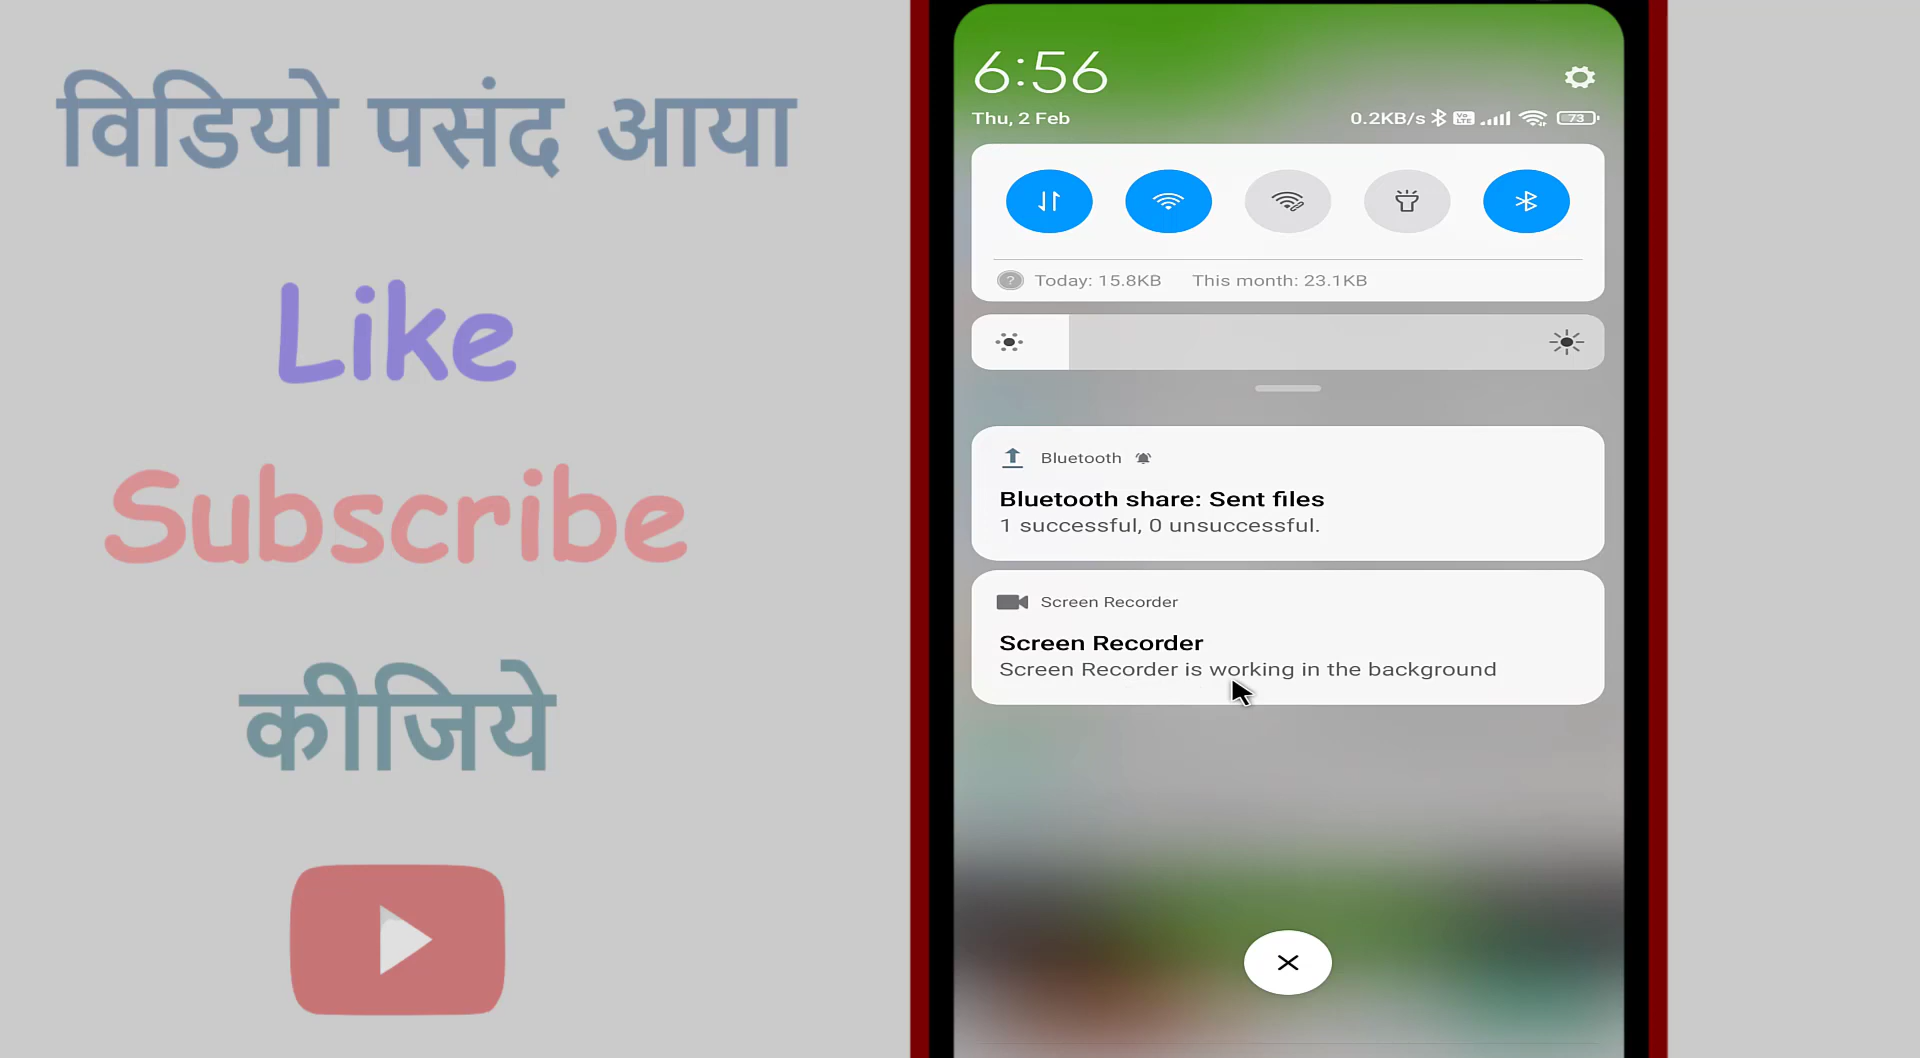 विडियो पसंद आया
Like
Subscribe
कीजिये
6:56
Thu, 2 Feb
0.2KB/s Vo LTE 73
Today: 15.8KB This month: 23.1KB
Bluetooth
Bluetooth share: Sent files
1 successful, 0 unsuccessful.
Screen Recorder
Screen Recorder
Screen Recorder is working in the background